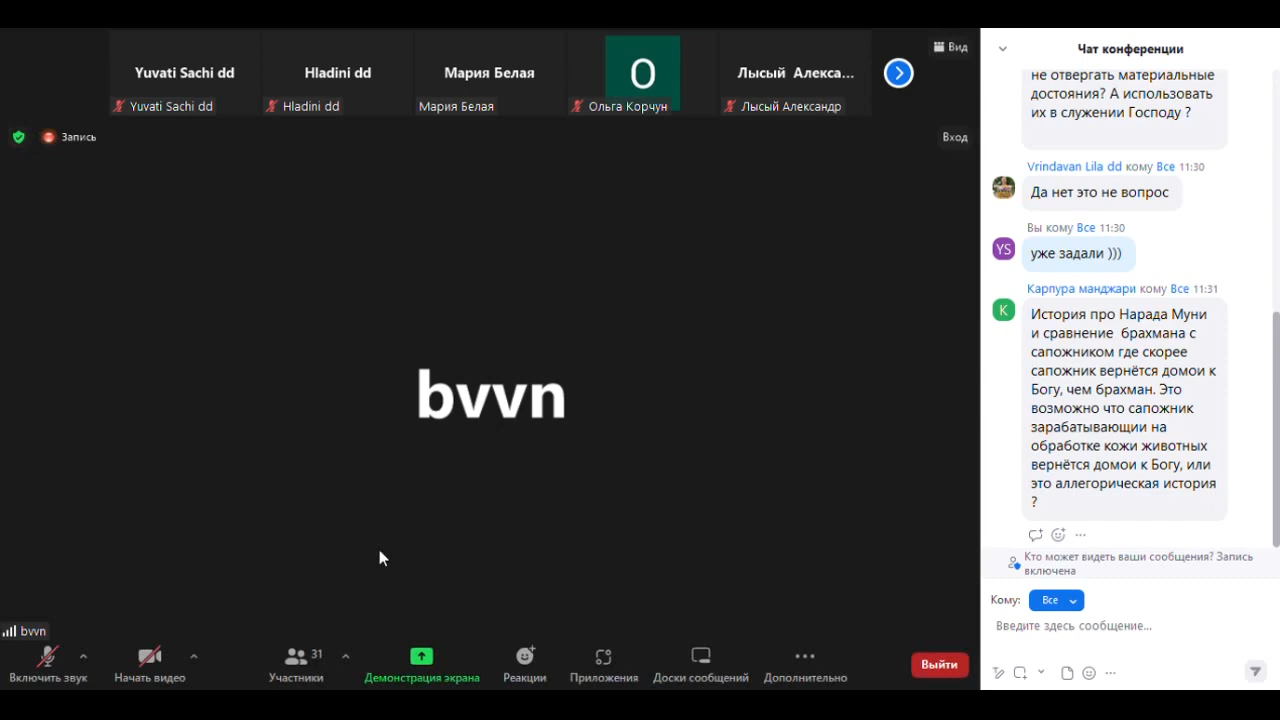 Yuvati Sachi dd
Hladini dd
Мария Белая
O
Лысый Алекса...
Yuvati Sachi dd
Hladini dd
Мария Белая
Ольга Корчун
Лысый Александр
Вид
Запись
Вход
bvvn
bvvn
Включить звук
Начать видео
31
Участники
Демонстрация экрана
Реакции
Приложения
Доски сообщений
Дополнительно
Выйти
Чат конференции
не отвергать материальные
достояния? А использовать
их в служении Господу ?
Vrindavan Lila dd кому Все 11:30
Да нет это не вопрос
Вы кому Все 11:30
YS
уже задали )))
Карпура манджари кому Все 11:31
K
История про Нарада Муни
и сравнение брахмана с
сапожником где скорее
сапожник вернётся домои к
Богу, чем брахман. Это
возможно что сапожник
зарабатывающии на
обработке кожи животных
вернётся домои к Богу, или
это аллегорическая история
?
Кто может видеть ваши сообщения? Запись
включена
Кому: Все
Введите здесь сообщение...